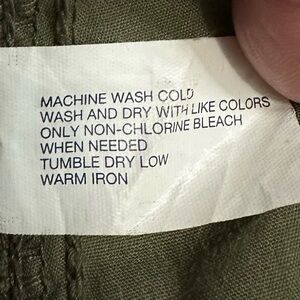 MACHINE WASH COLD
WASH AND DRY WITH LIKE COLORS
ONLY NON-CHLORINE BLEACH
WHEN NEEDED
TUMBLE DRY LOW
WARM IRON